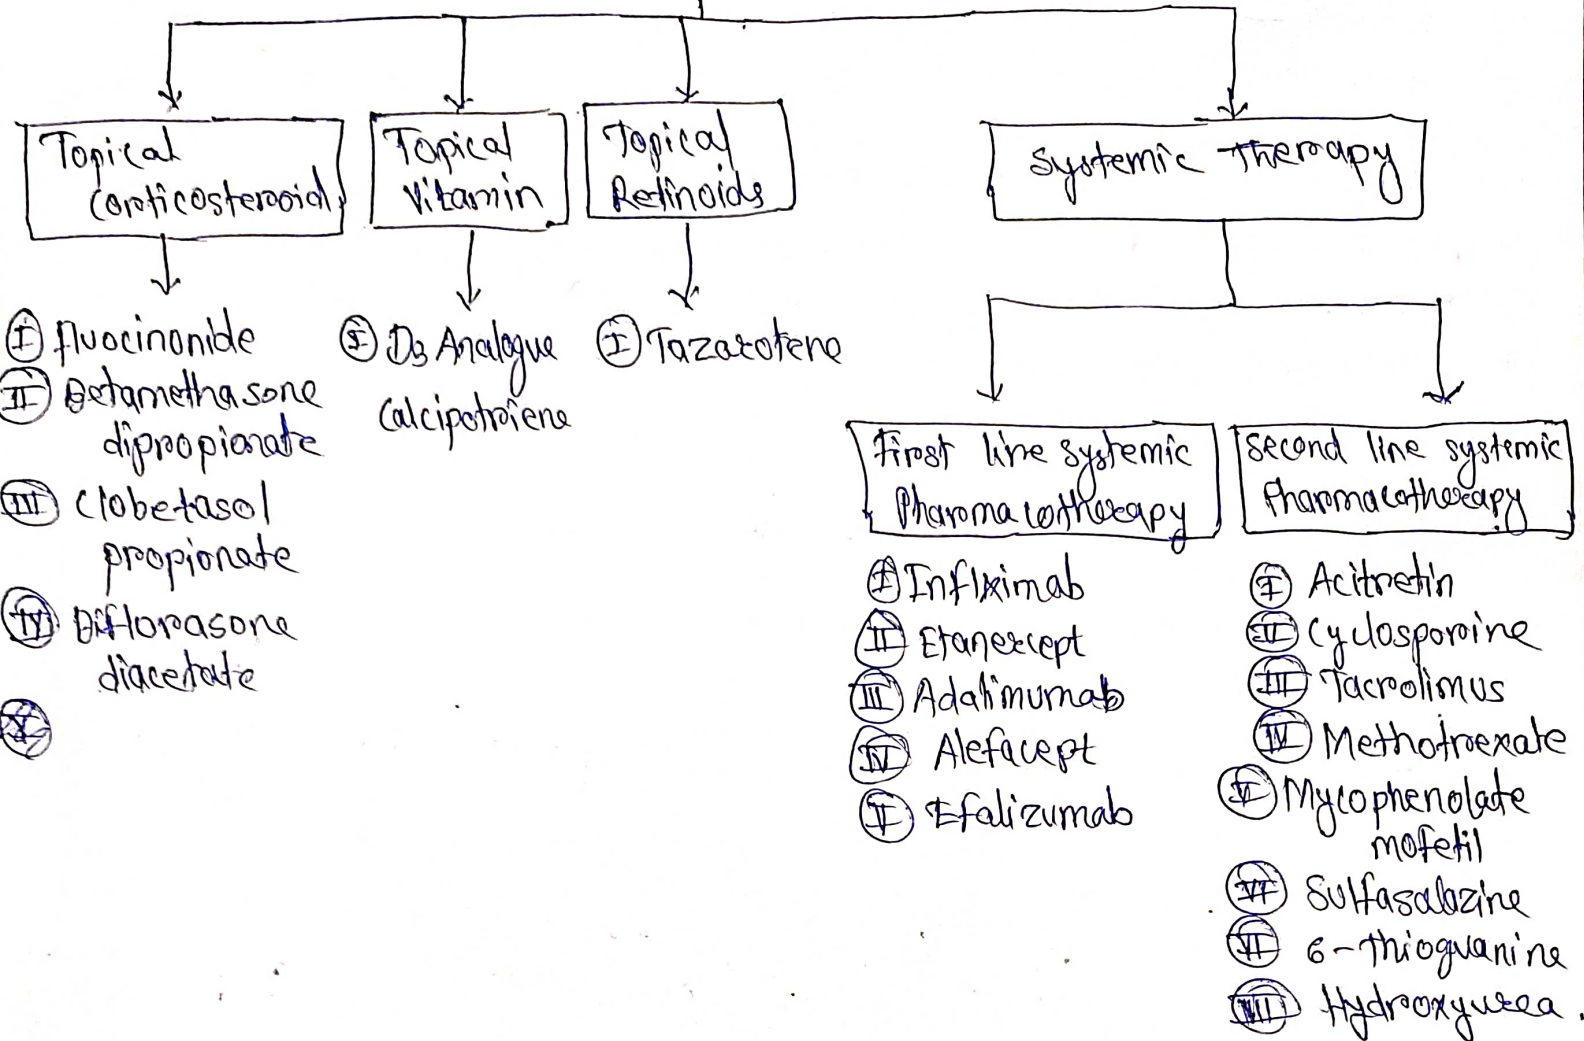 Topical
Corticosteroid
Topical
Vitamin
Topical
Retinoids
Systemic Therapy
I fluocinonide
II Betamethasone
dipropionate
III Clobetasol
propionate
IV Diflorasone
diacetate
I D3 Analogue
Calcipotriene
I Tazarotene
First line systemic
Pharmacotherapy
I Infliximab
II Etanercept
III Adalimumab
IV Alefacept
V Efalizumab
Second line systemic
Pharmacotherapy
I Acitretin
II Cyclosporine
III Tacrolimus
IV Methotrexate
V Mycophenolate
mofetil
VI Sulfasalazine
VII 6-thioguanine
VIII Hydroxyurea.